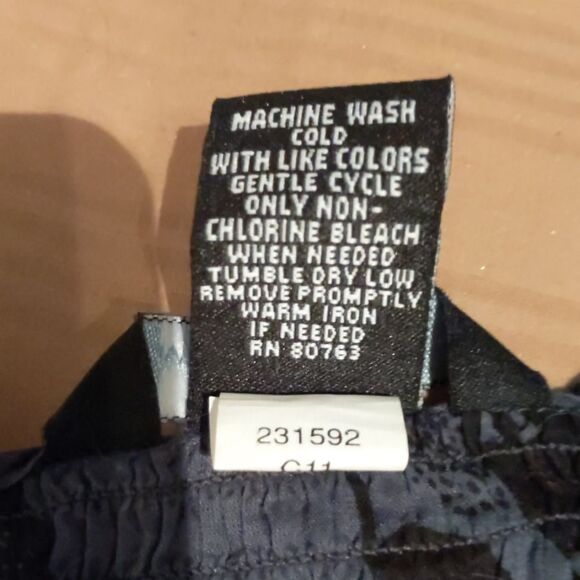 MACHINE WASH
COLD
WITH LIKE COLORS
GENTLE CYCLE
ONLY NON-
CHLORINE BLEACH
WHEN NEEDED
TUMBLE DRY LOW
REMOVE PROMPTLY
WARM IRON
IF NEEDED
RN 80763
231592